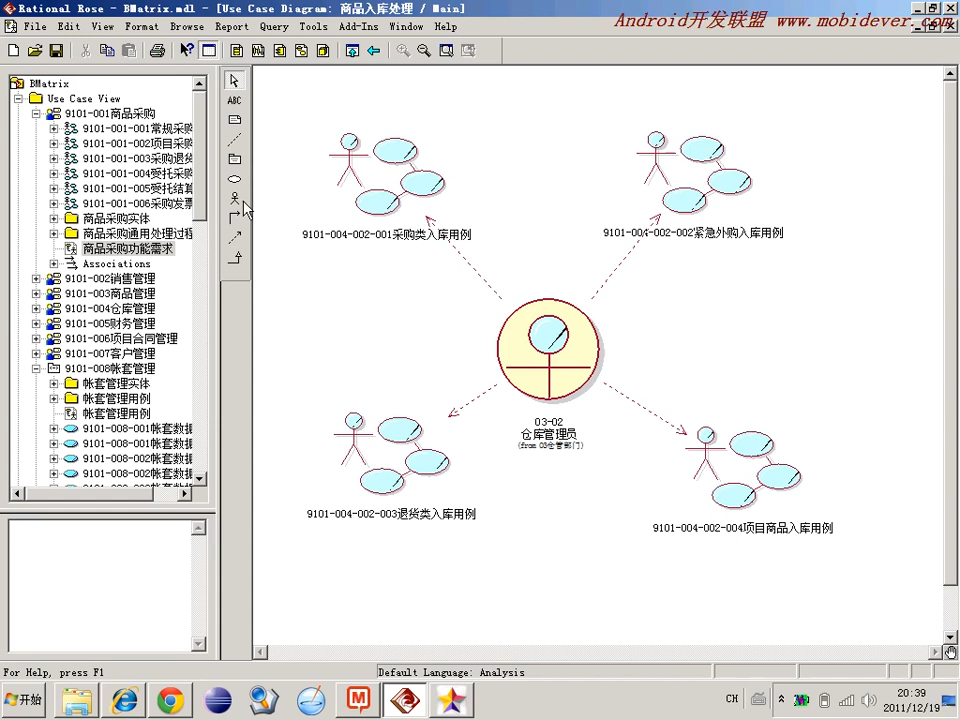 Rational Rose - BMatrix.mdl - [Use Case Diagram: 商品入库处理 / Main]
Android开发联盟 www.mobidever.com
File Edit View Format Browse Report Query Tools Add-Ins Window Help
BMatrix
Use Case View
9101-001商品采购
9101-001-001常规采购
9101-001-002项目采购
9101-001-003采购退货
9101-001-004受托采购
9101-001-005受托结算
9101-001-006采购发票
商品采购实体
商品采购通用处理过程
商品采购功能需求
Associations
9101-002销售管理
9101-003商品管理
9101-004仓库管理
9101-005财务管理
9101-006项目合同管理
9101-007客户管理
9101-008帐套管理
帐套管理实体
帐套管理用例
帐套管理用例
9101-008-001帐套数据
9101-008-001帐套数据
9101-008-002帐套数据
9101-008-002帐套数据
ABC
9101-004-002-001采购类入库用例
9101-004-002-002紧急外购入库用例
03-02
仓库管理员
(from 03仓管部门)
9101-004-002-003退货类入库用例
9101-004-002-004项目商品入库用例
For Help, press F1
Default Language: Analysis
开始
CH
20:39
2011/12/19